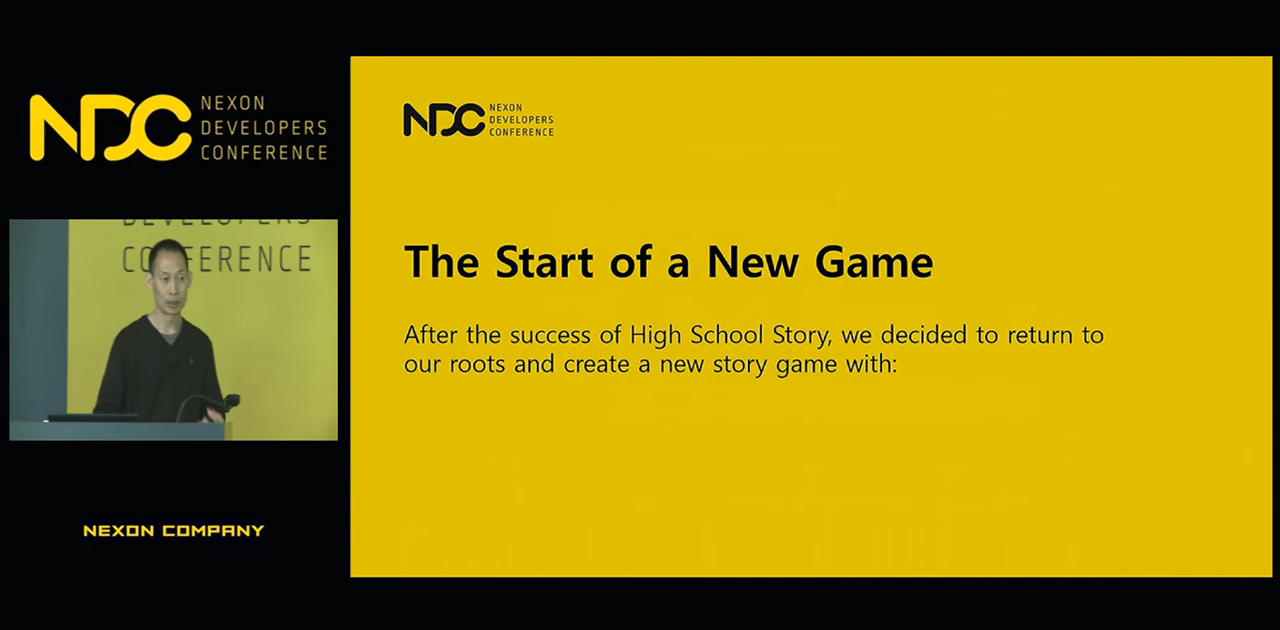 NDC NEXON
DEVELOPERS
CONFERENCE
DEVELOPERS
CONFERENCE
NEXON COMPANY
NDC NEXON
DEVELOPERS
CONFERENCE
The Start of a New Game
After the success of High School Story, we decided to return to
our roots and create a new story game with: